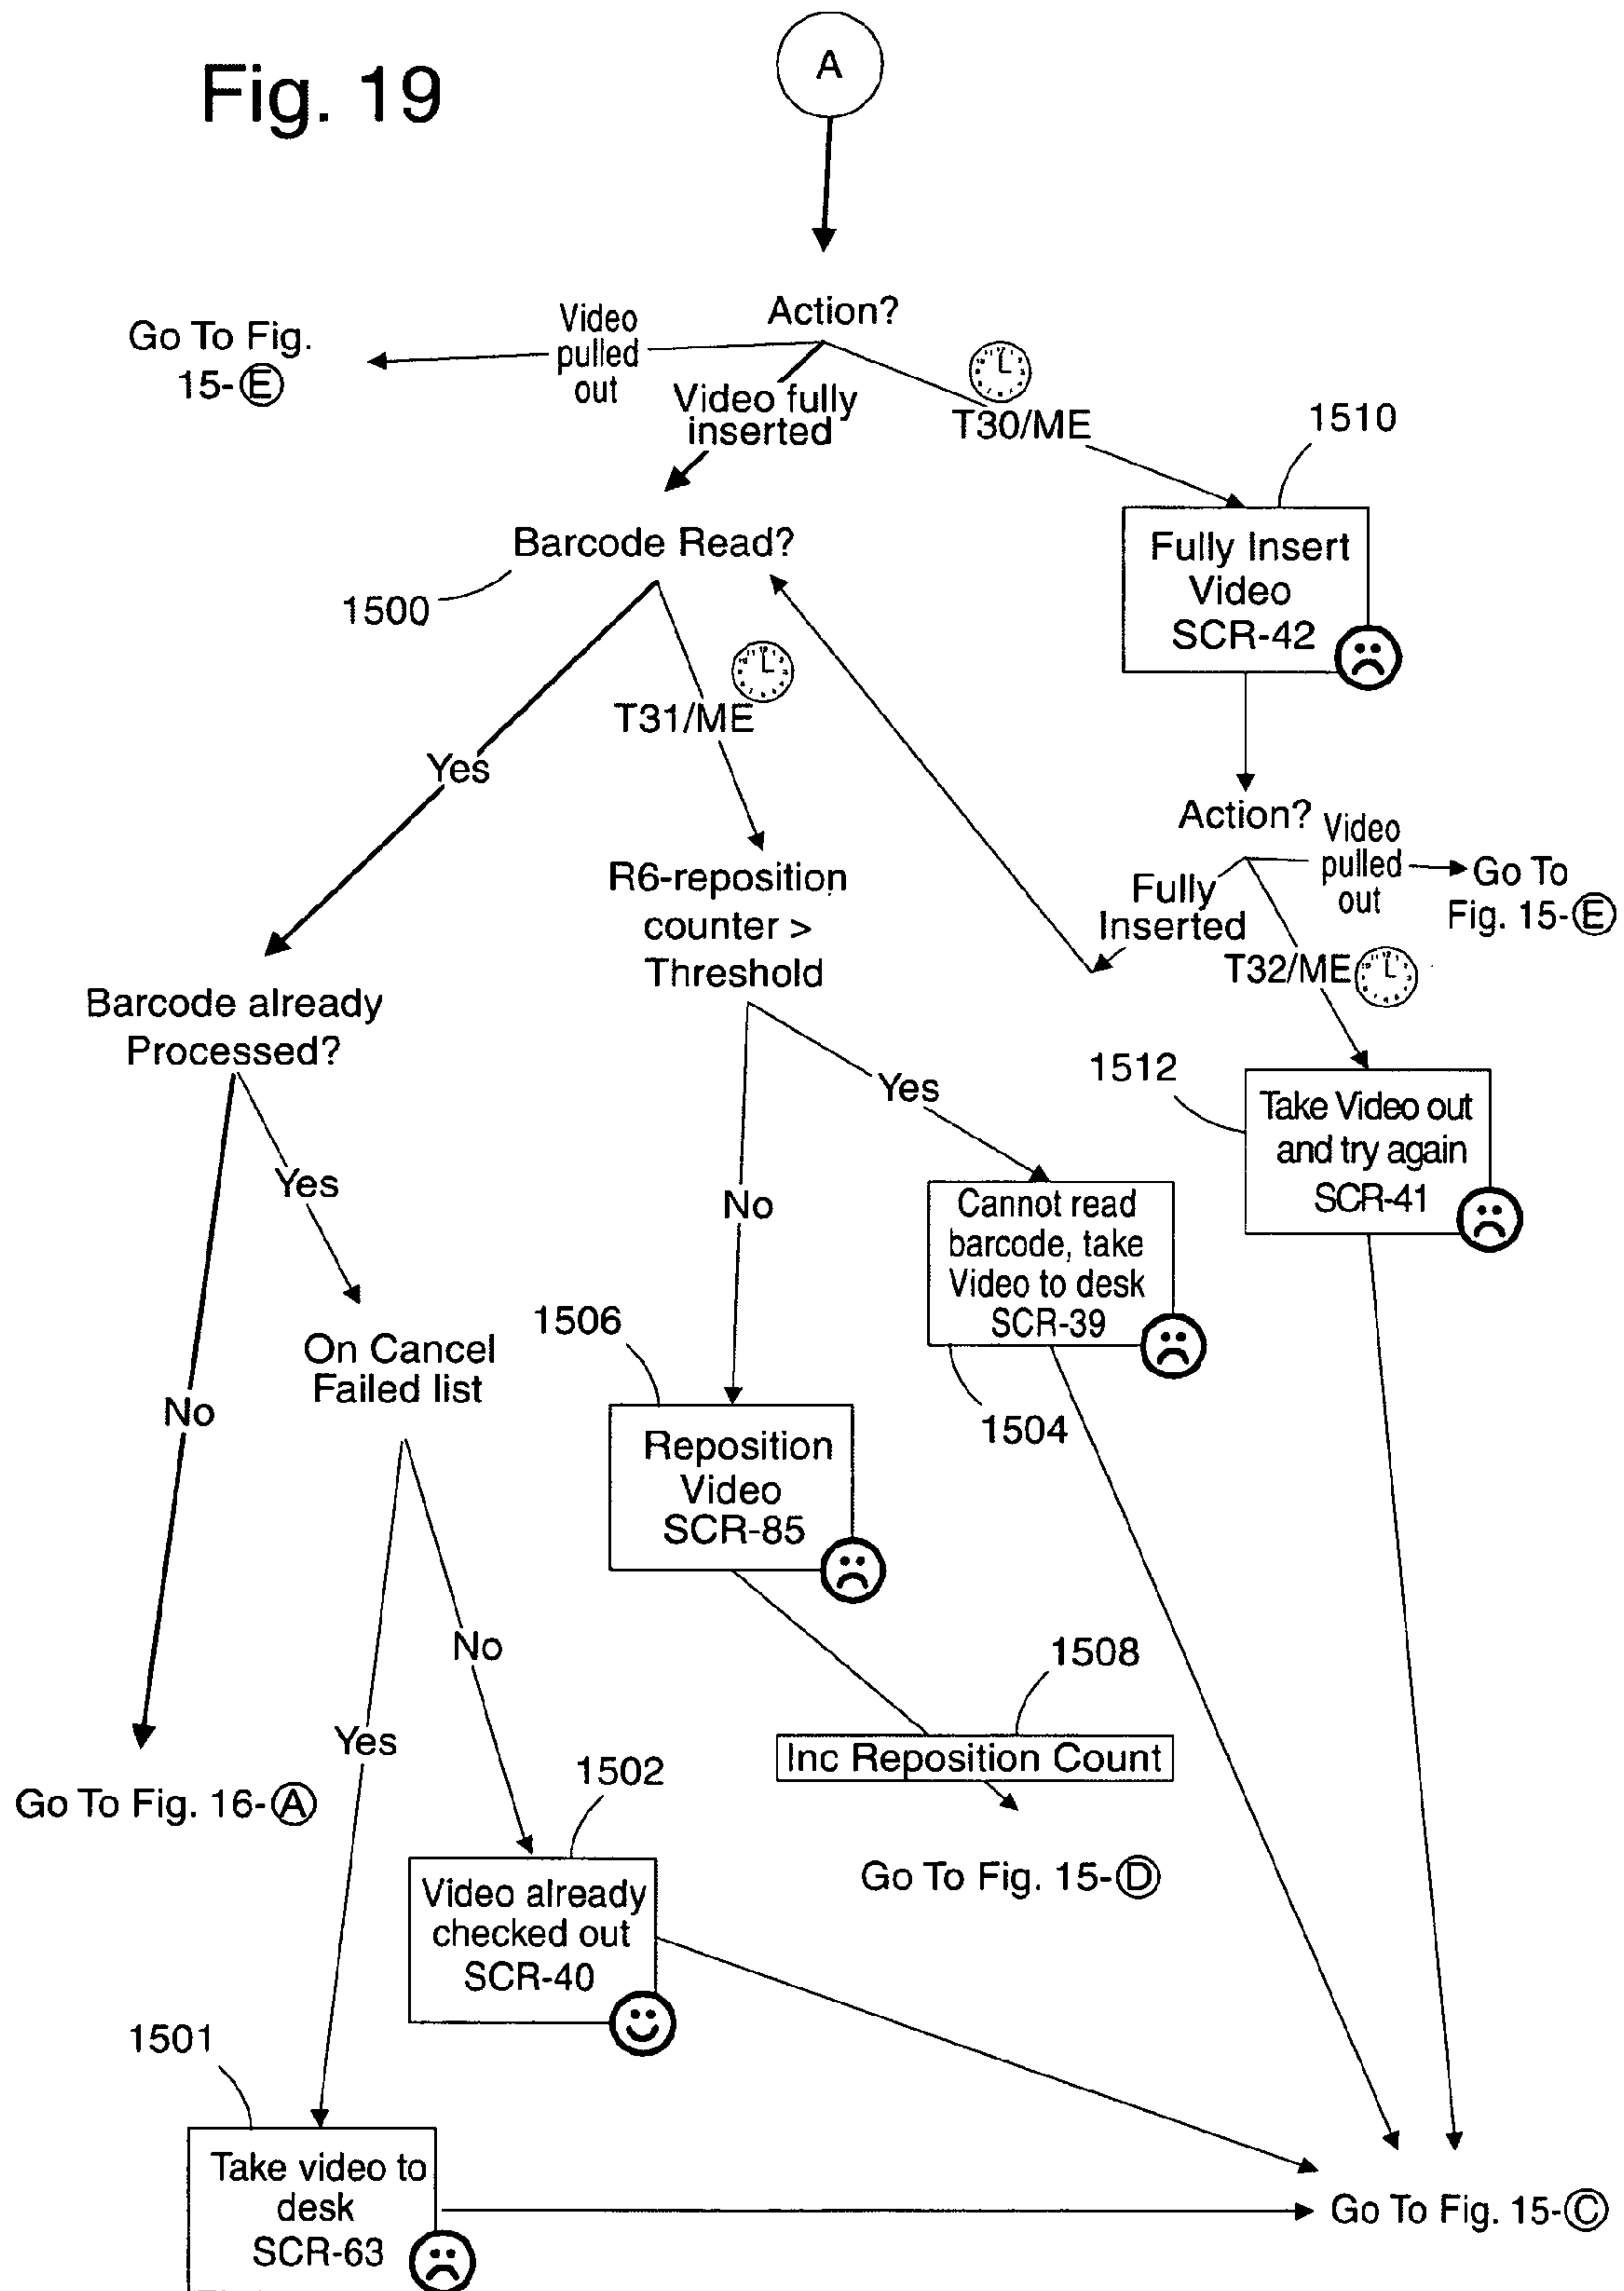 Fig. 19
A
Action?
Go To Fig.
15-Ⓔ
Video
pulled
out
Video fully
inserted
T30/ME
1510
Fully Insert
Video
SCR-42
Barcode Read?
1500
T31/ME
Yes
Action?
Video
pulled
out
Go To
Fig. 15-Ⓔ
Fully
Inserted
T32/ME
R6-reposition
counter >
Threshold
Barcode already
Processed?
1512
Take Video out
and try again
SCR-41
Yes
Yes
No
Cannot read
barcode, take
Video to desk
SCR-39
1504
1506
On Cancel
Failed list
No
Reposition
Video
SCR-85
No
1508
Inc Reposition Count
Yes
1502
Go To Fig. 16-Ⓐ
Go To Fig. 15-Ⓓ
Video already
checked out
SCR-40
1501
Take video to
desk
SCR-63
Go To Fig. 15-Ⓒ